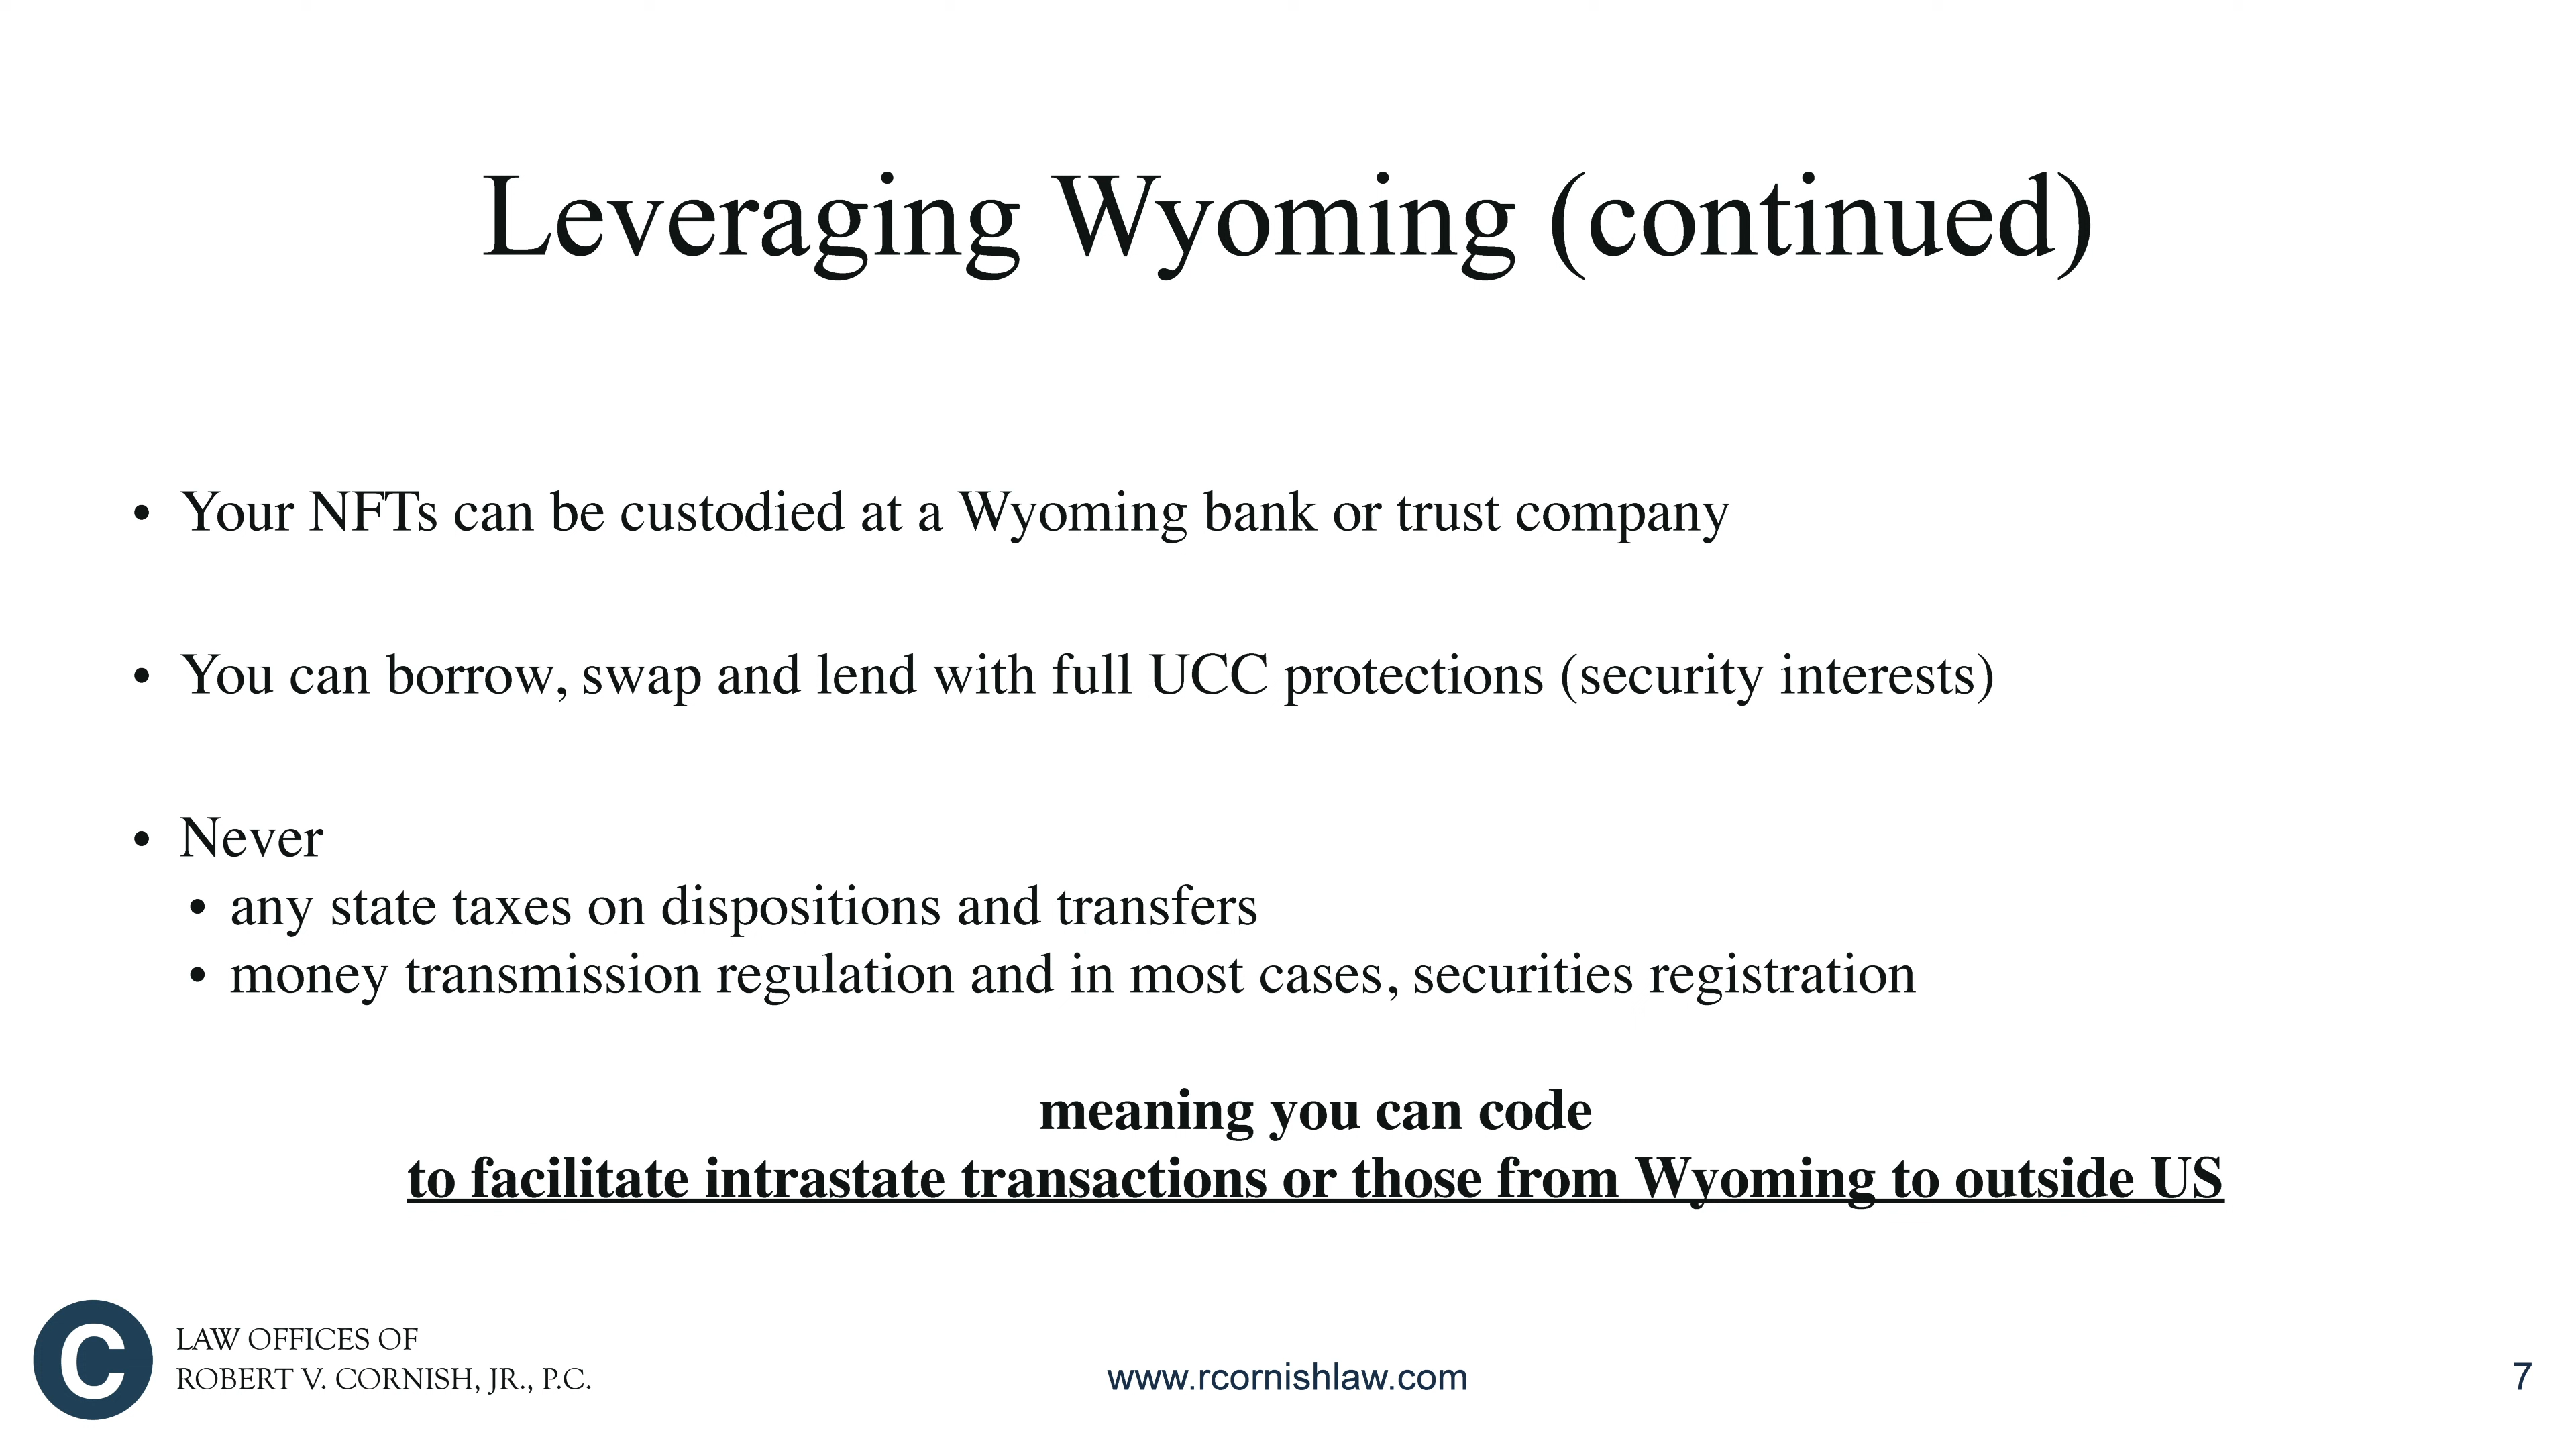 Leveraging Wyoming (continued)
• Your NFTs can be custodied at a Wyoming bank or trust company
• You can borrow, swap and lend with full UCC protections (security interests)
• Never
• any state taxes on dispositions and transfers
• money transmission regulation and in most cases, securities registration
meaning you can code
to facilitate intrastate transactions or those from Wyoming to outside US
C
LAW OFFICES OF
ROBERT V. CORNISH, JR., P.C.
www.rcornishlaw.com
7